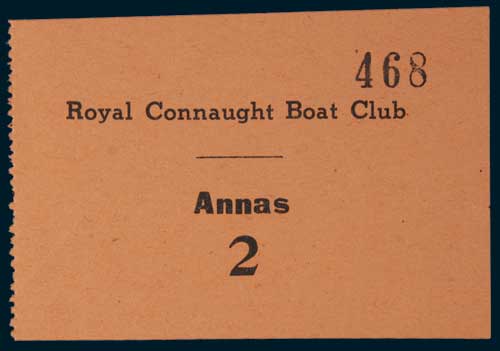 468
Royal Connaught Boat Club
Annas
2